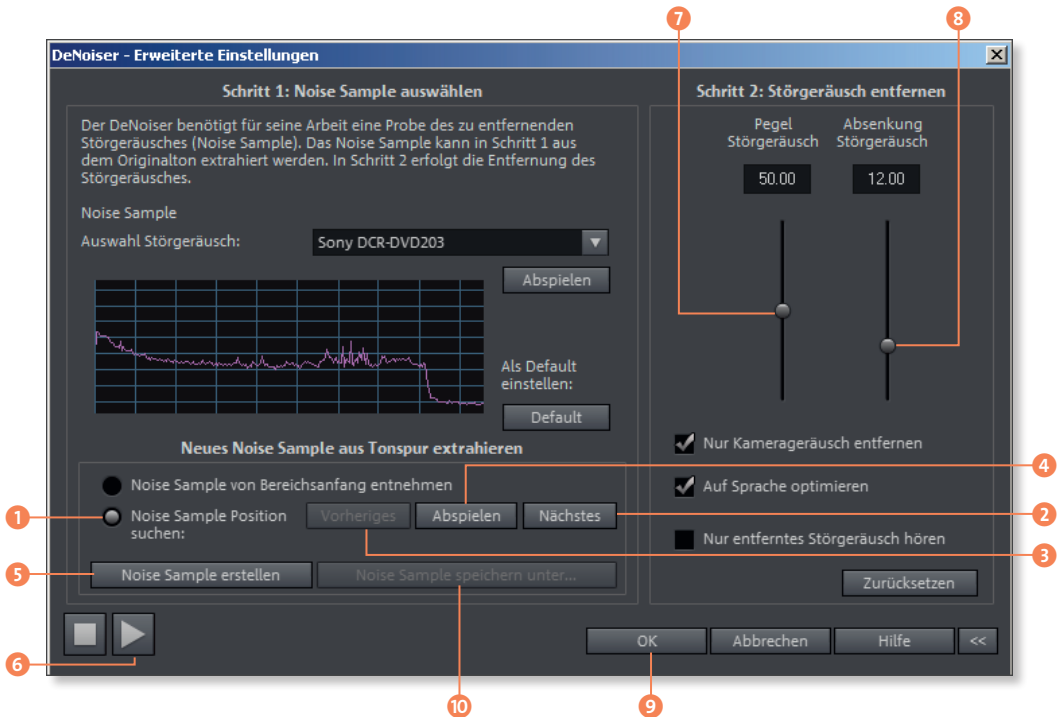 7
8
DeNoiser - Erweiterte Einstellungen
Schritt 1: Noise Sample auswählen
Der DeNoiser benötigt für seine Arbeit eine Probe des zu entfernenden
Störgeräusches (Noise Sample). Das Noise Sample kann in Schritt 1 aus
dem Originalton extrahiert werden. In Schritt 2 erfolgt die Entfernung des
Störgeräusches.
Noise Sample
Auswahl Störgeräusch:
Sony DCR-DVD203
Abspielen
Als Default
einstellen:
Default
Neues Noise Sample aus Tonspur extrahieren
Noise Sample von Bereichsanfang entnehmen
1
Noise Sample Position
suchen:
Vorheriges
Abspielen
Nächstes
4
2
3
5
Noise Sample erstellen
Noise Sample speichern unter...
Schritt 2: Störgeräusch entfernen
Pegel
Störgeräusch
Absenkung
Störgeräusch
50.00
12.00
Nur Kamerageräusch entfernen
Auf Sprache optimieren
Nur entferntes Störgeräusch hören
Zurücksetzen
6
OK
Abbrechen
Hilfe
<<
10
9